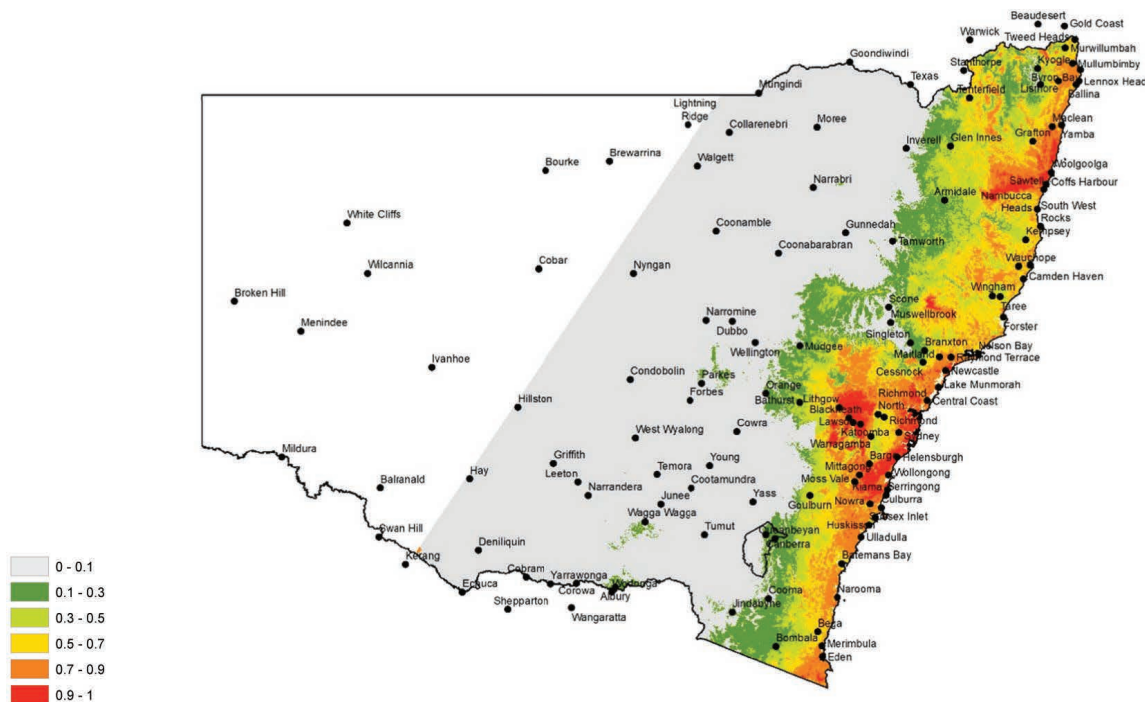 Beaudesert
Gold Coast
Warwick
Tweed Heads
Murwillumbah
Goondiwindi
Stanthorpe
Kyogle
Mullumbimby
Mungindi
Texas
Byron Bay
Lennox Head
Tenterfield
Lismore
Ballina
Lightning
Ridge
Collarenebri
Moree
Maclean
Grafton
Yamba
Inverell
Glen Innes
Bourke
Brewarrina
Walgett
Woolgoolga
Narrabri
Sawtell
Coffs Harbour
Armidale
Nambucca
Heads
South West
Rocks
White Cliffs
Coonamble
Gunnedah
Kempsey
Tamworth
Coonabarabran
Wilcannia
Cobar
Nyngan
Wauchope
Camden Haven
Broken Hill
Wingham
Scone
Taree
Menindee
Narromine
Muswellbrook
Forster
Dubbo
Singleton
Wellington
Mudgee
Branxton
Nelson Bay
Maitland
Raymond Terrace
Ivanhoe
Cessnock
Newcastle
Condobolin
Parkes
Orange
Lake Munmorah
Forbes
Bathurst
Lithgow
Richmond
Central Coast
Hillston
Blackheath
North
Richmond
Lawson
West Wyalong
Cowra
Katoomba
Sydney
Warragamba
Mildura
Griffith
Young
Barg
Helensburgh
Hay
Leeton
Temora
Mittagong
Wollongong
Balranald
Narrandera
Cootamundra
Moss Vale
Kiama
Gerringong
Junee
Yass
Goulburn
Nowra
Culburra
Wagga Wagga
Sussex Inlet
Swan Hill
Tumut
Queanbeyan
Huskisson
Ulladulla
Canberra
Deniliquin
Batemans Bay
Kerang
Cobram
Yarrawonga
Wodonga
Echuca
Corowa
Albury
Cooma
Narooma
Shepparton
Wangaratta
Jindabyne
Bega
Bombala
Merimbula
Eden
0 - 0.1
0.1 - 0.3
0.3 - 0.5
0.5 - 0.7
0.7 - 0.9
0.9 - 1